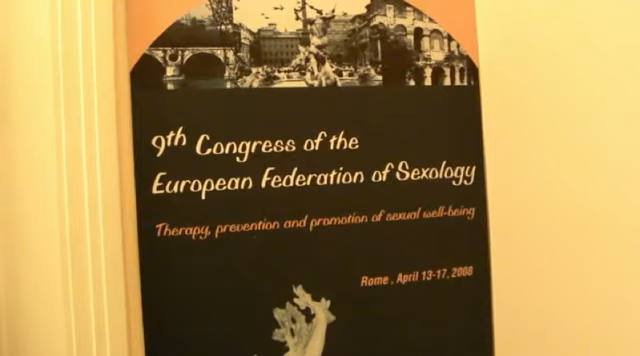 9th Congress of the
European Federation of Sexology
Therapy, prevention and promotion of sexual well-being
Rome, April 13-17, 2008